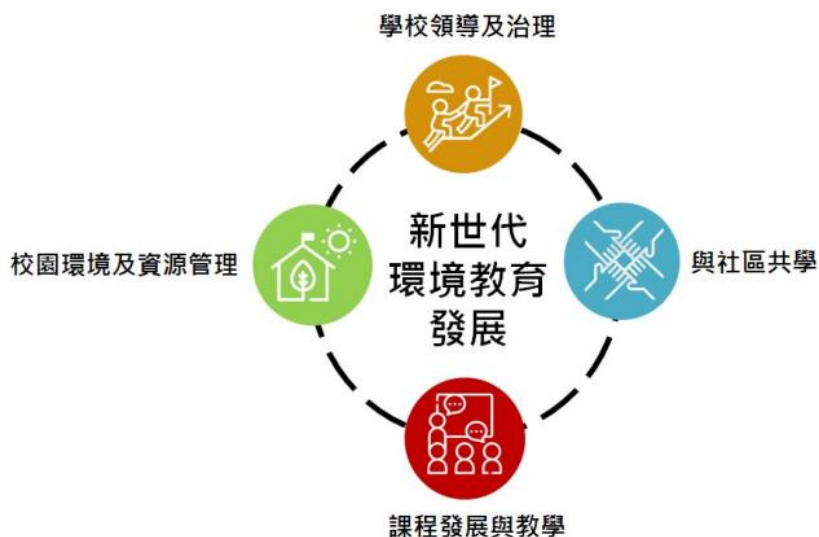 學校領導及治理
校園環境及資源管理
新世代
環境教育
發展
與社區共學
課程發展與教學